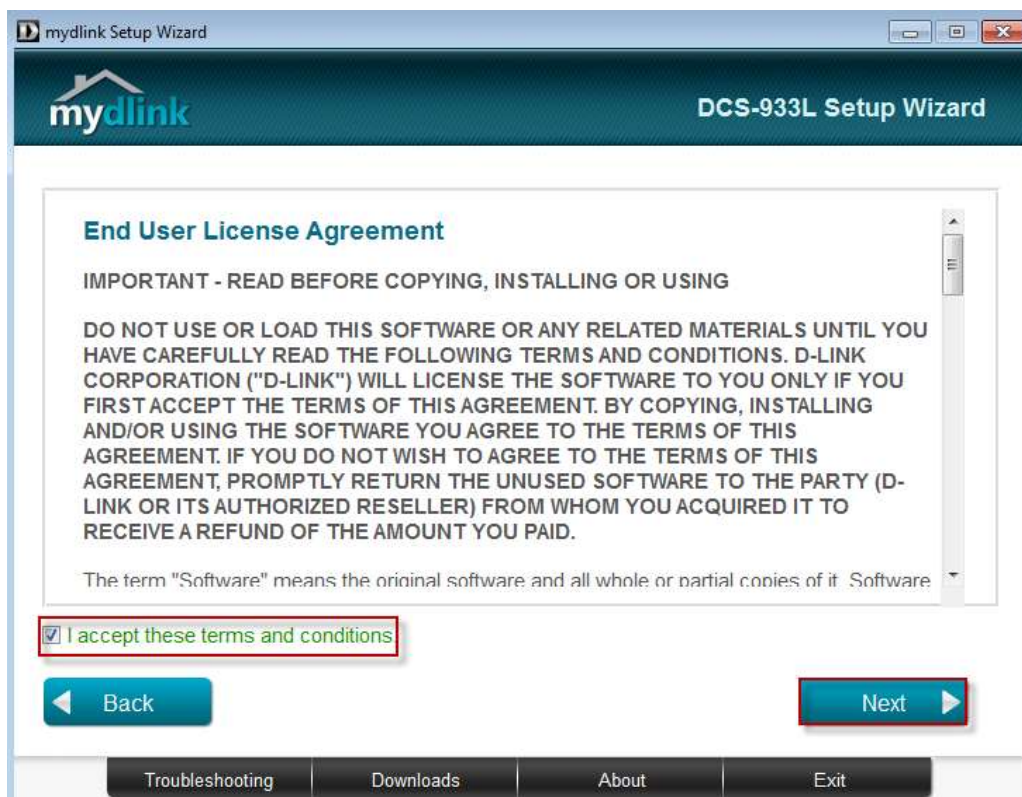 mydlink Setup Wizard
mydlink
DCS-933L Setup Wizard
End User License Agreement
IMPORTANT - READ BEFORE COPYING, INSTALLING OR USING
DO NOT USE OR LOAD THIS SOFTWARE OR ANY RELATED MATERIALS UNTIL YOU
HAVE CAREFULLY READ THE FOLLOWING TERMS AND CONDITIONS. D-LINK
CORPORATION ("D-LINK") WILL LICENSE THE SOFTWARE TO YOU ONLY IF YOU
FIRST ACCEPT THE TERMS OF THIS AGREEMENT. BY COPYING, INSTALLING
AND/OR USING THE SOFTWARE YOU AGREE TO THE TERMS OF THIS
AGREEMENT. IF YOU DO NOT WISH TO AGREE TO THE TERMS OF THIS
AGREEMENT, PROMPTLY RETURN THE UNUSED SOFTWARE TO THE PARTY (D-
LINK OR ITS AUTHORIZED RESELLER) FROM WHOM YOU ACQUIRED IT TO
RECEIVE A REFUND OF THE AMOUNT YOU PAID.
The term "Software" means the original software and all whole or partial copies of it. Software
I accept these terms and conditions.
Back
Next
Troubleshooting
Downloads
About
Exit